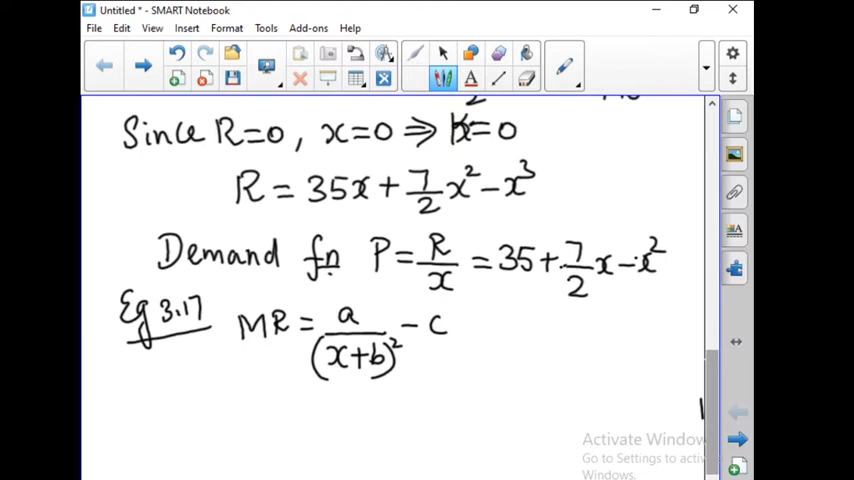 Untitled * - SMART Notebook
File Edit View Insert Format Tools Add-ons Help
Since R=0, x=0 ⇒ k=0
R = 35x + 7/2 x² - x³
Demand fn P = R/x = 35 + 7/2 x - x²
Eg 3.17 MR = a/(x+b)² - c
Activate Window
Go to Settings to activ
Windows.